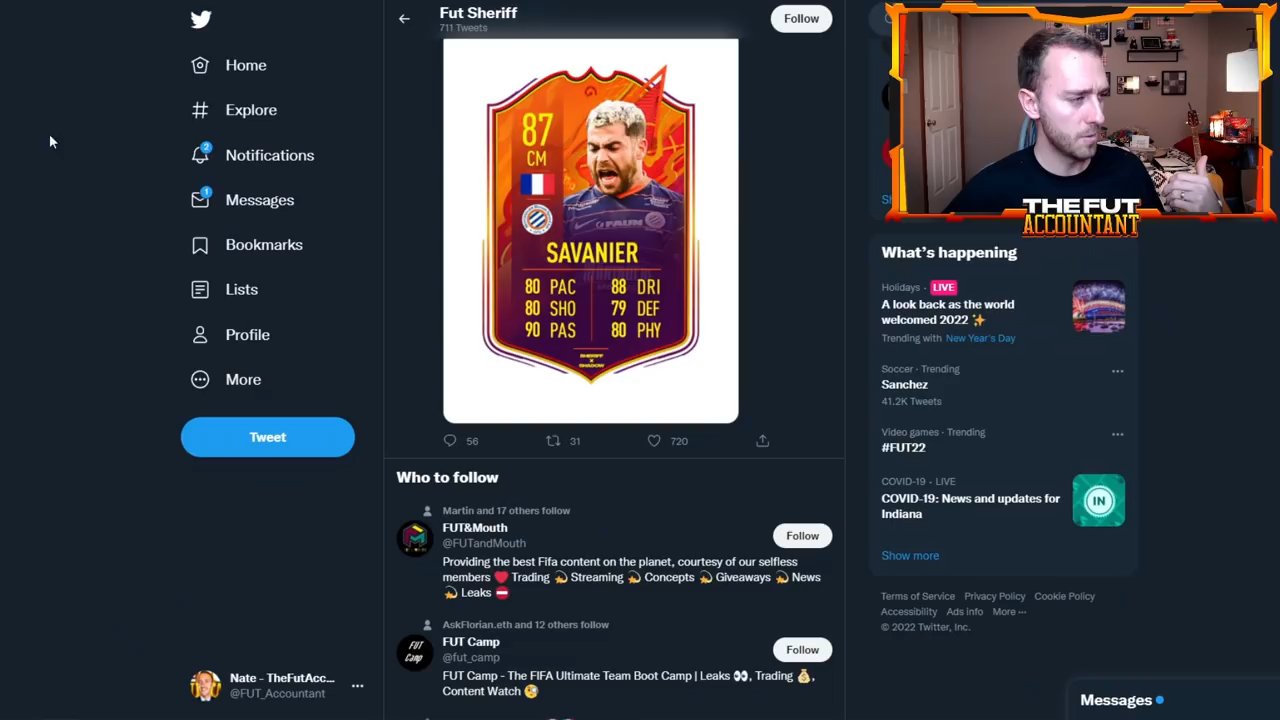 Home
Explore
2
Notifications
1
Messages
Bookmarks
Lists
Profile
More
Tweet
Nate - TheFutAcc...
@FUT_Accountant
Fut Sheriff
711 Tweets
Follow
87
CM
SAVANIER
80 PAC 88 DRI
80 SHO 79 DEF
90 PAS 80 PHY
SHERIFF
X
SHADOW
56 31 720
Who to follow
Martin and 17 others follow
FUT&Mouth
@FUTandMouth
Follow
Providing the best Fifa content on the planet, courtesy of our selfless
members ❤️ Trading 💫 Streaming 💫 Concepts 💫 Giveaways 💫 News
💫 Leaks ⛔
AskFlorian.eth and 12 others follow
FUT Camp
@fut_camp
Follow
FUT Camp - The FIFA Ultimate Team Boot Camp | Leaks 👀, Trading 💰,
Content Watch 🧐
THE FUT
ACCOUNTANT
What's happening
Holidays · LIVE
A look back as the world
welcomed 2022 ✨
Trending with New Year's Day
Soccer · Trending
Sanchez
41.2K Tweets
Video games · Trending
#FUT22
COVID-19 · LIVE
COVID-19: News and updates for
Indiana
IN
Show more
Terms of Service Privacy Policy Cookie Policy
Accessibility Ads info More ···
© 2022 Twitter, Inc.
Messages